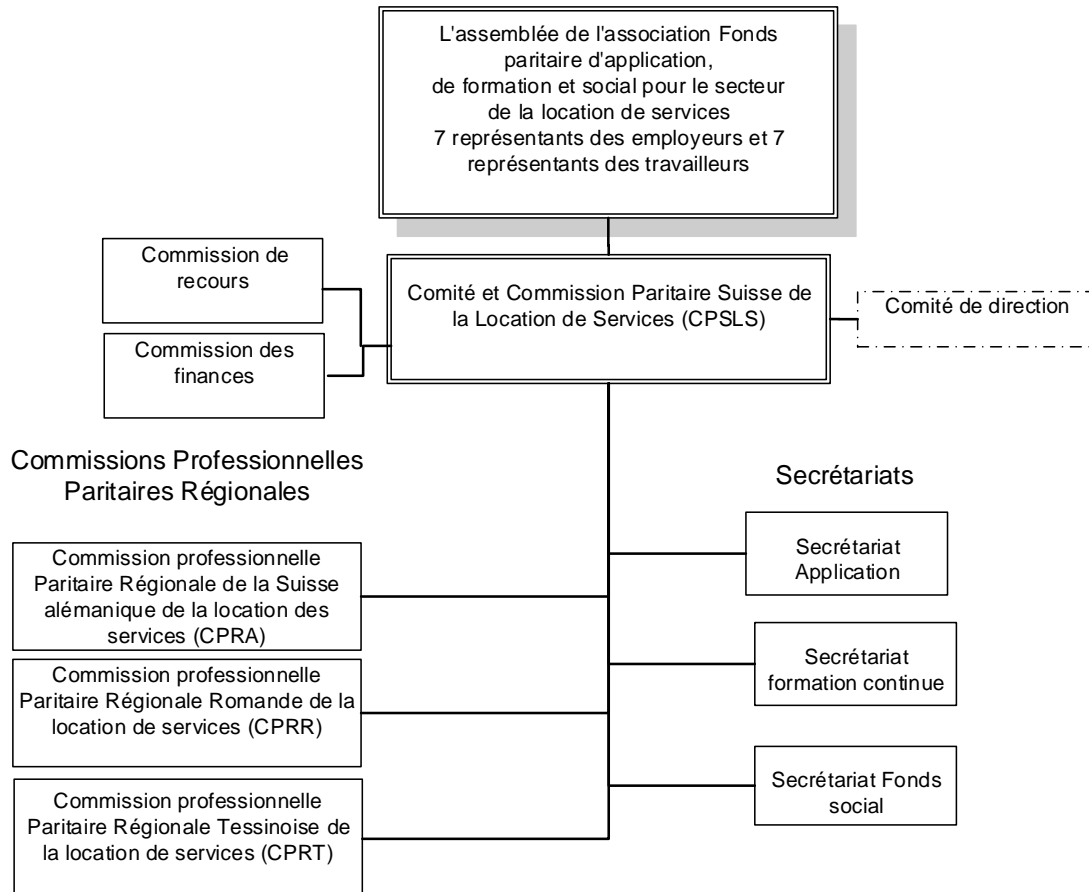 L'assemblée de l'association Fonds
paritaire d'application,
de formation et social pour le secteur
de la location de services
7 représentants des employeurs et 7
représentants des travailleurs
Commission de
recours
Commission des
finances
Comité et Commission Paritaire Suisse de
la Location de Services (CPSLS)
Comité de direction
Commissions Professionnelles
Paritaires Régionales
Commission professionnelle
Paritaire Régionale de la Suisse
alémanique de la location des
services (CPRA)
Commission professionnelle
Paritaire Régionale Romande de la
location de services (CPRR)
Commission professionnelle
Paritaire Régionale Tessinoise de
la location de services (CPRT)
Secrétariats
Secrétariat
Application
Secrétariat
formation continue
Secrétariat Fonds
social